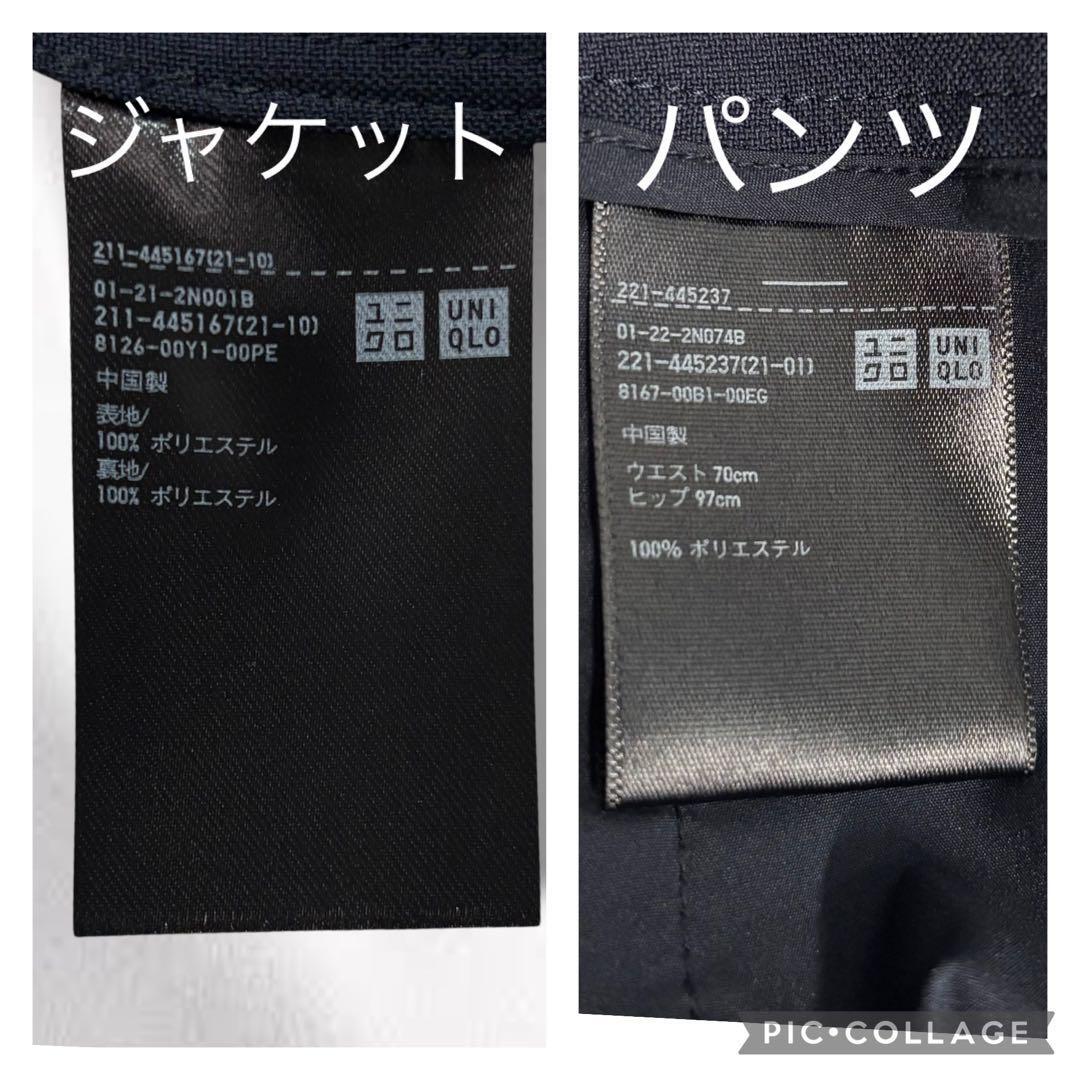 ジャケット
211-445167(21-10)
01-21-2N001B
211-445167(21-10)
8126-00Y1-00PE
ユニクロ
UNIQLO
中国製
表地/
100% ポリエステル
裏地/
100% ポリエステル
パンツ
221-445237
01-22-2N074B
221-445237(21-01)
8167-00B1-00EG
ユニクロ
UNIQLO
中国製
ウエスト 70cm
ヒップ 97cm
100% ポリエステル
PIC•COLLAGE